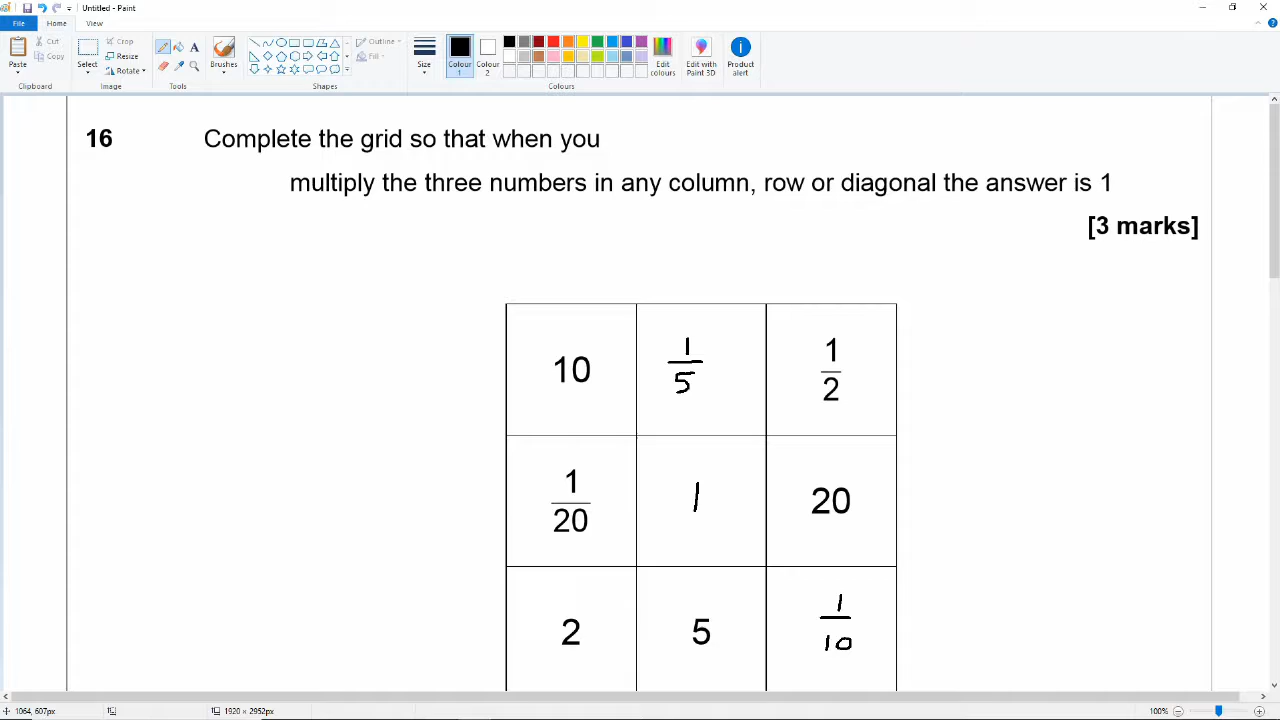 Untitled - Paint
File Home View
Paste Cut Copy Clipboard
Select Crop Resize Rotate Image
Tools
Brushes
Outline Fill Shapes
Size
Colour 1 Colour 2 Edit colours Colours
Edit with Paint 3D
Product alert
16 Complete the grid so that when you
multiply the three numbers in any column, row or diagonal the answer is 1
[3 marks]
10 1/5 1/2
1/20 1 20
2 5 1/10
1064, 607px 1920 × 2952px 100%